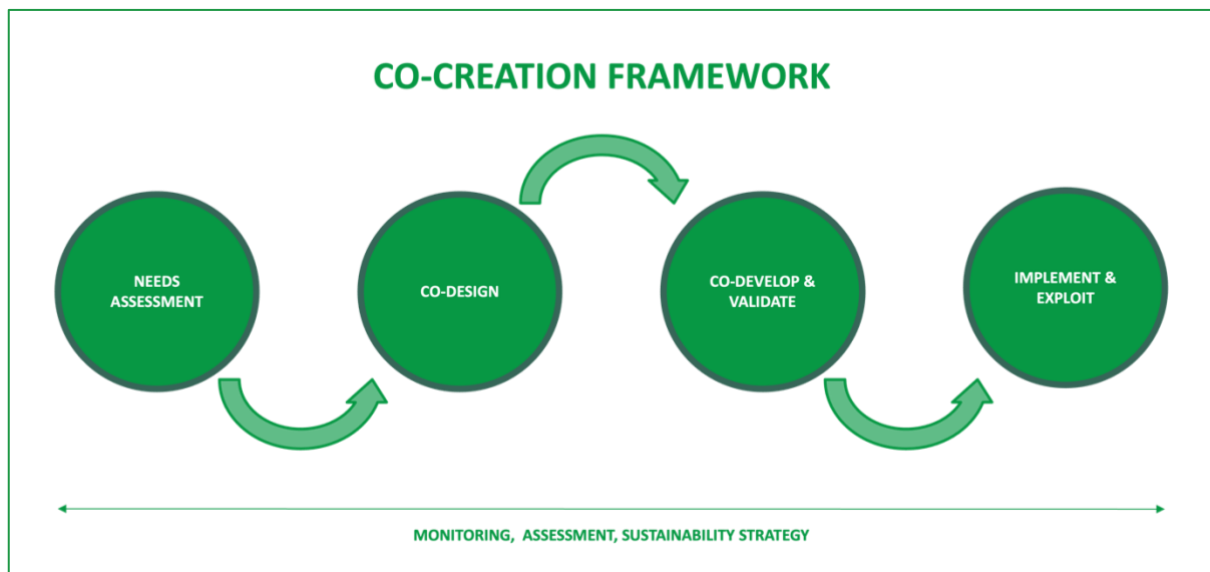 CO-CREATION FRAMEWORK
NEEDS
ASSESSMENT
CO-DESIGN
CO-DEVELOP &
VALIDATE
IMPLEMENT &
EXPLOIT
MONITORING,  ASSESSMENT, SUSTAINABILITY STRATEGY